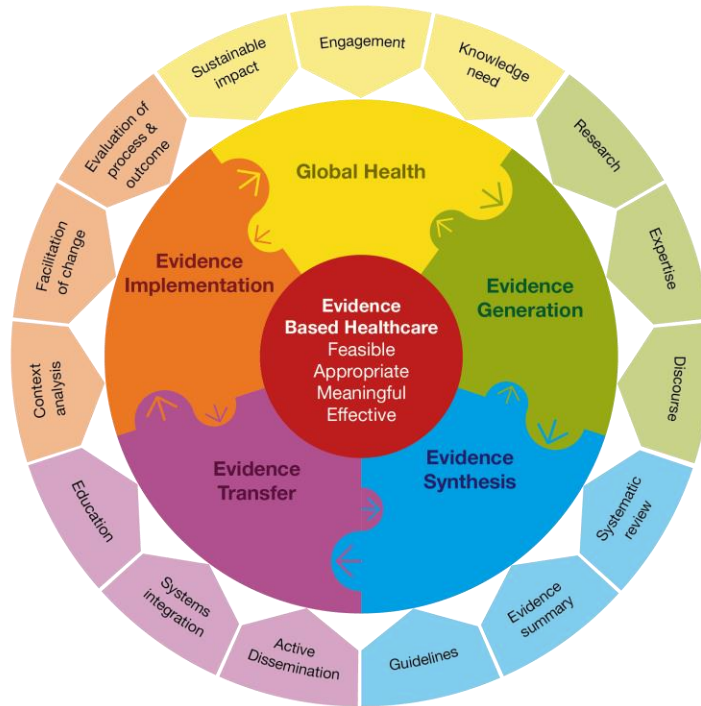 Engagement
Knowledge
need
Research
Expertise
Discourse
Systematic
review
Evidence
summary
Guidelines
Active
Dissemination
Systems
integration
Education
Context
analysis
Facilitation
of change
Evaluation of
process &
outcome
Sustainable
impact
Global Health
Evidence
Generation
Evidence
Synthesis
Evidence
Transfer
Evidence
Implementation
Evidence
Based Healthcare
Feasible
Appropriate
Meaningful
Effective